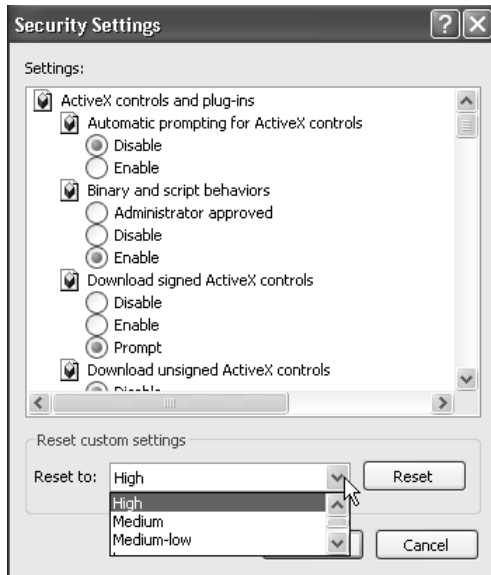 Security Settings
Settings:
ActiveX controls and plug-ins
Automatic prompting for ActiveX controls
Disable
Enable
Binary and script behaviors
Administrator approved
Disable
Enable
Download signed ActiveX controls
Disable
Enable
Prompt
Download unsigned ActiveX controls
Disable
Reset custom settings
Reset to: High Reset
High
Medium
Medium-low
Cancel